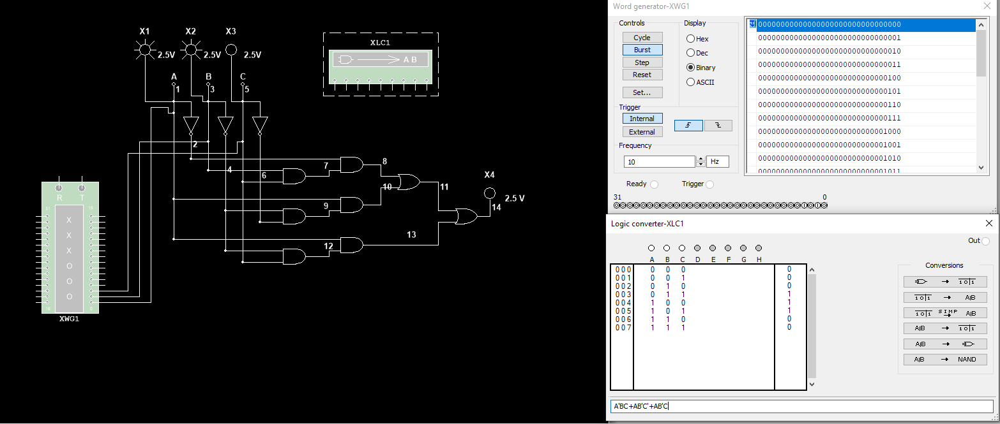 X1 X2 X3
2.5V 2.5V 2.5V
A B C
1 3 5
2
4
6
7
8
10
9
11
12
13
X4
2.5 V
14
XLC1
A B
R T
31 15
X
X
X
O
O
O
16 0
XWG1
Word generator-XWG1
Controls
Cycle
Burst
Step
Reset
Set...
Display
Hex
Dec
Binary
ASCII
Trigger
Internal
External
Frequency
10 Hz
Ready Trigger
31 0
00000000000000000000000000000000
00000000000000000000000000000001
00000000000000000000000000000010
00000000000000000000000000000011
00000000000000000000000000000100
00000000000000000000000000000101
00000000000000000000000000000110
00000000000000000000000000000111
00000000000000000000000000001000
00000000000000000000000000001001
00000000000000000000000000001010
00000000000000000000000000001011
Logic converter-XLC1
Out
A B C D E F G H
000 0 0 0 0
001 0 0 1 0
002 0 1 0 0
003 0 1 1 1
004 1 0 0 1
005 1 0 1 1
006 1 1 0 0
007 1 1 1 0
Conversions
→ 1 0|1
1 0|1 → A|B
1 0|1 SIMP → A|B
A|B → 1 0|1
A|B →
A|B → NAND
A'BC+AB'C'+AB'C